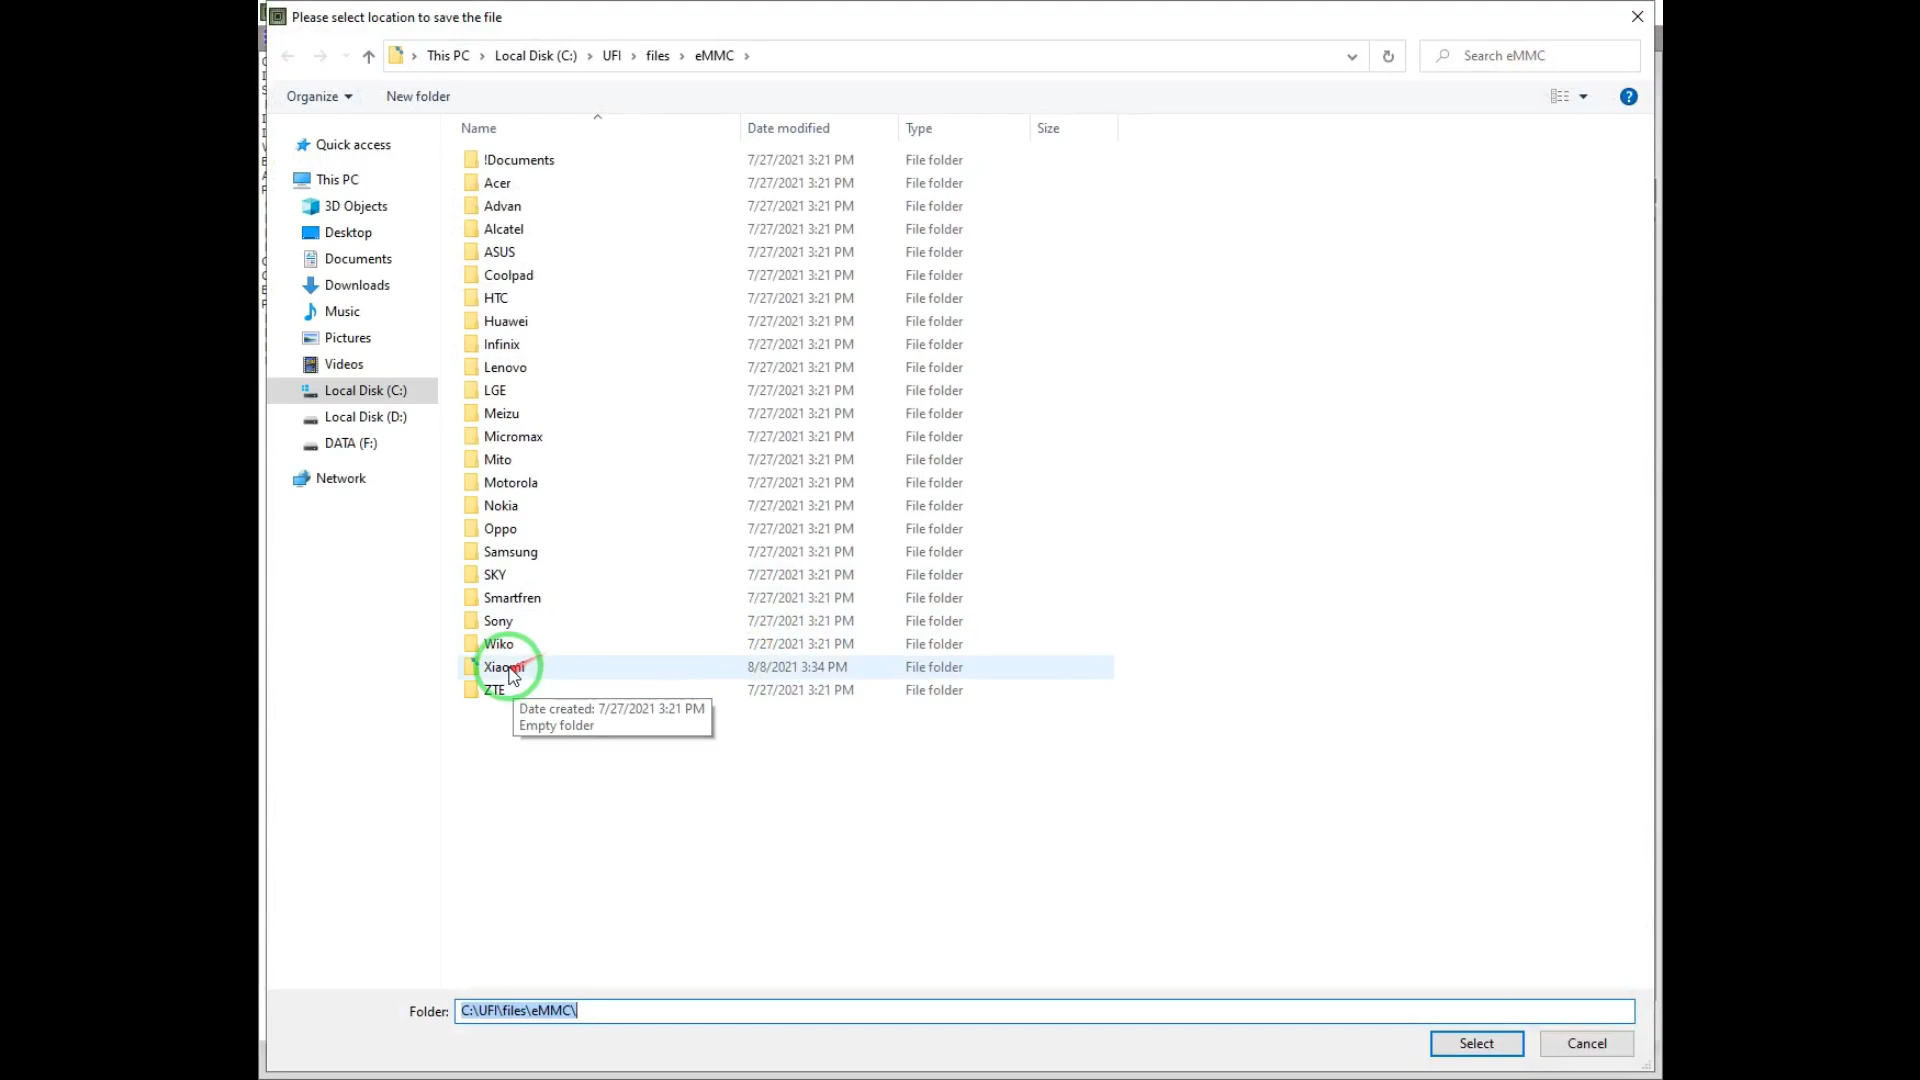 Please select location to save the file
This PC
Local Disk (C:)
UFI
files
eMMC
Search eMMC
Organize
New folder
?
Name
Date modified
Type
Size
Quick access
This PC
3D Objects
Desktop
Documents
Downloads
Music
Pictures
Videos
Local Disk (C:)
Local Disk (D:)
DATA (F:)
Network
!Documents 7/27/2021 3:21 PM File folder
Acer 7/27/2021 3:21 PM File folder
Advan 7/27/2021 3:21 PM File folder
Alcatel 7/27/2021 3:21 PM File folder
ASUS 7/27/2021 3:21 PM File folder
Coolpad 7/27/2021 3:21 PM File folder
HTC 7/27/2021 3:21 PM File folder
Huawei 7/27/2021 3:21 PM File folder
Infinix 7/27/2021 3:21 PM File folder
Lenovo 7/27/2021 3:21 PM File folder
LGE 7/27/2021 3:21 PM File folder
Meizu 7/27/2021 3:21 PM File folder
Micromax 7/27/2021 3:21 PM File folder
Mito 7/27/2021 3:21 PM File folder
Motorola 7/27/2021 3:21 PM File folder
Nokia 7/27/2021 3:21 PM File folder
Oppo 7/27/2021 3:21 PM File folder
Samsung 7/27/2021 3:21 PM File folder
SKY 7/27/2021 3:21 PM File folder
Smartfren 7/27/2021 3:21 PM File folder
Sony 7/27/2021 3:21 PM File folder
Wiko 7/27/2021 3:21 PM File folder
Xiaomi 8/8/2021 3:34 PM File folder
ZTE 7/27/2021 3:21 PM File folder
Date created: 7/27/2021 3:21 PM
Empty folder
Folder: C:\UFI\files\eMMC\
Select
Cancel